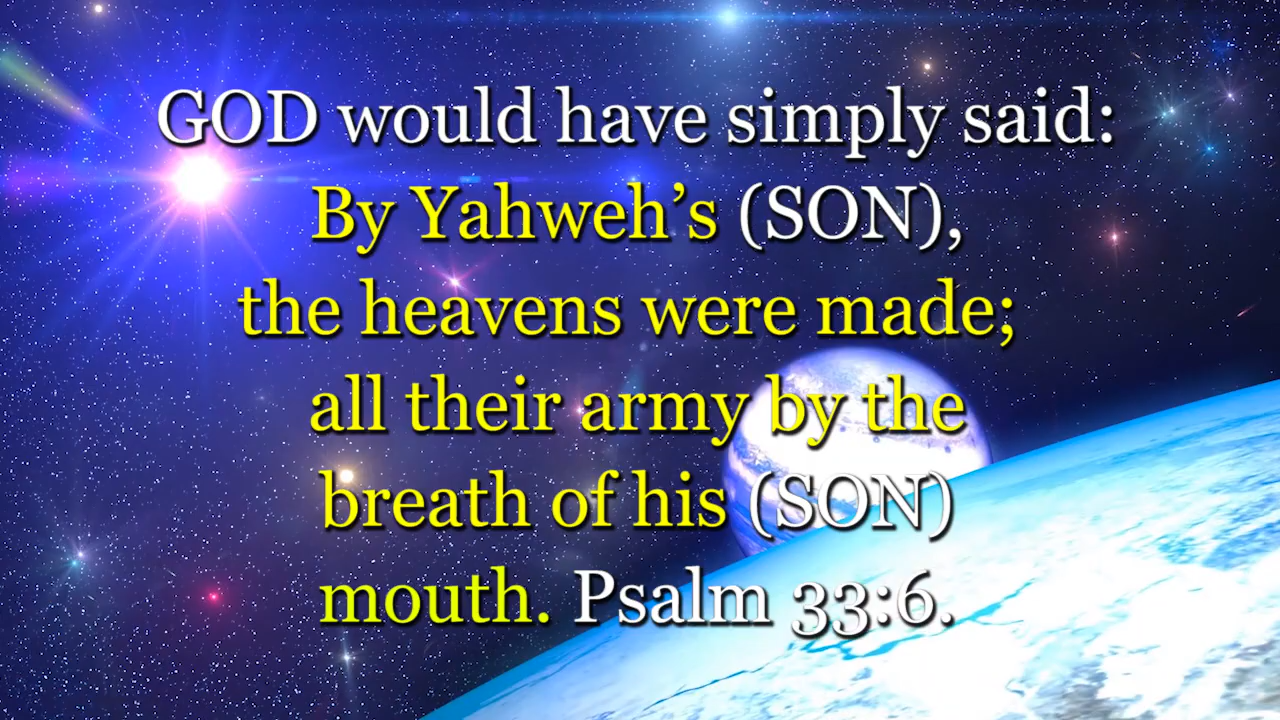 GOD would have simply said:
By Yahweh’s (SON),
the heavens were made;
all their army by the
breath of his (SON)
mouth. Psalm 33:6.